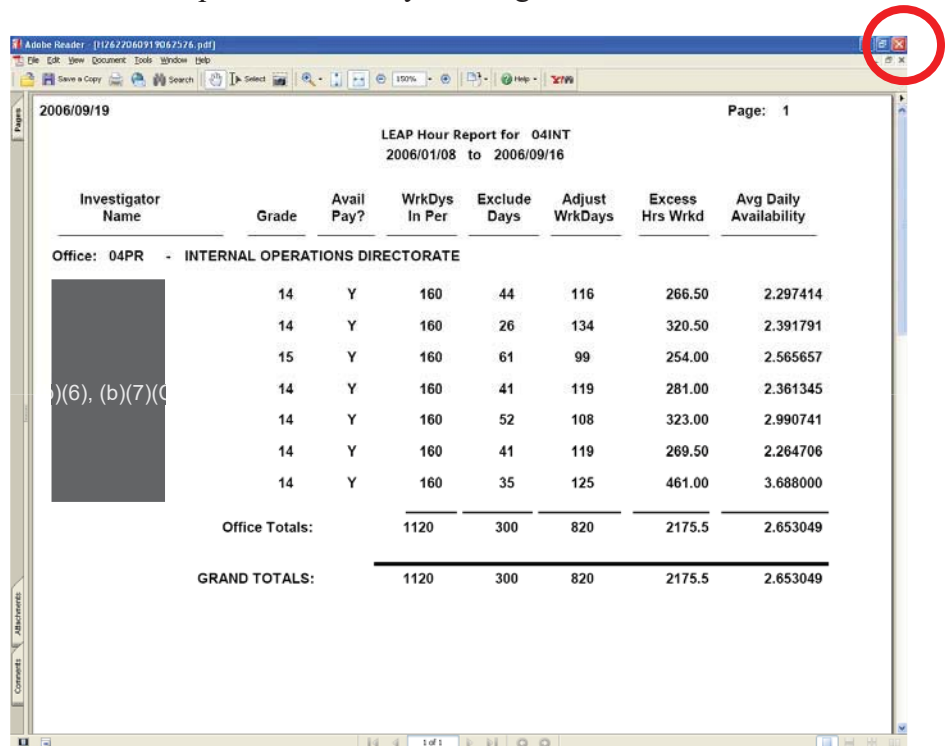 Adobe Reader - [H2622060919067576.pdf]
File Edit View Document Tools Window Help
Save a Copy Search Select 150% Help Y!
Pages
2006/09/19 Page: 1
LEAP Hour Report for 04INT
2006/01/08 to 2006/09/16
Investigator Avail WrkDys Exclude Adjust Excess Avg Daily
Name Grade Pay? In Per Days WrkDays Hrs Wrkd Availability
Office: 04PR - INTERNAL OPERATIONS DIRECTORATE
14 Y 160 44 116 266.50 2.297414
14 Y 160 26 134 320.50 2.391791
15 Y 160 61 99 254.00 2.565657
)(6), (b)(7)(C 14 Y 160 41 119 281.00 2.361345
14 Y 160 52 108 323.00 2.990741
14 Y 160 41 119 269.50 2.264706
14 Y 160 35 125 461.00 3.688000
Office Totals: 1120 300 820 2175.5 2.653049
GRAND TOTALS: 1120 300 820 2175.5 2.653049
Attachments
Comments
1 of 1